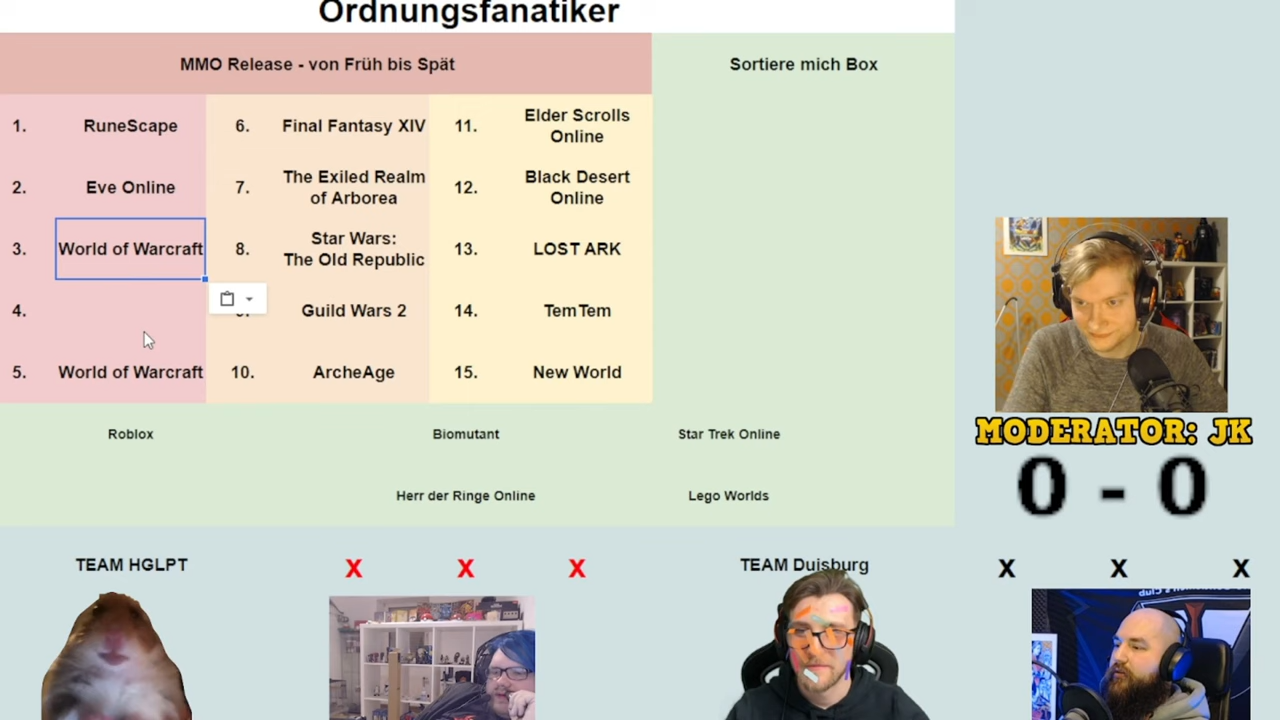 Ordnungsfanatiker
MMO Release - von Früh bis Spät
Sortiere mich Box
1. RuneScape
6. Final Fantasy XIV
11. Elder Scrolls
Online
2. Eve Online
7. The Exiled Realm
of Arborea
12. Black Desert
Online
3. World of Warcraft
8. Star Wars:
The Old Republic
13. LOST ARK
4.
Guild Wars 2
14. TemTem
5. World of Warcraft
10. ArcheAge
15. New World
Roblox
Biomutant
Star Trek Online
Herr der Ringe Online
Lego Worlds
MODERATOR: JK
0 - 0
TEAM HGLPT
X X X
TEAM Duisburg
X X X